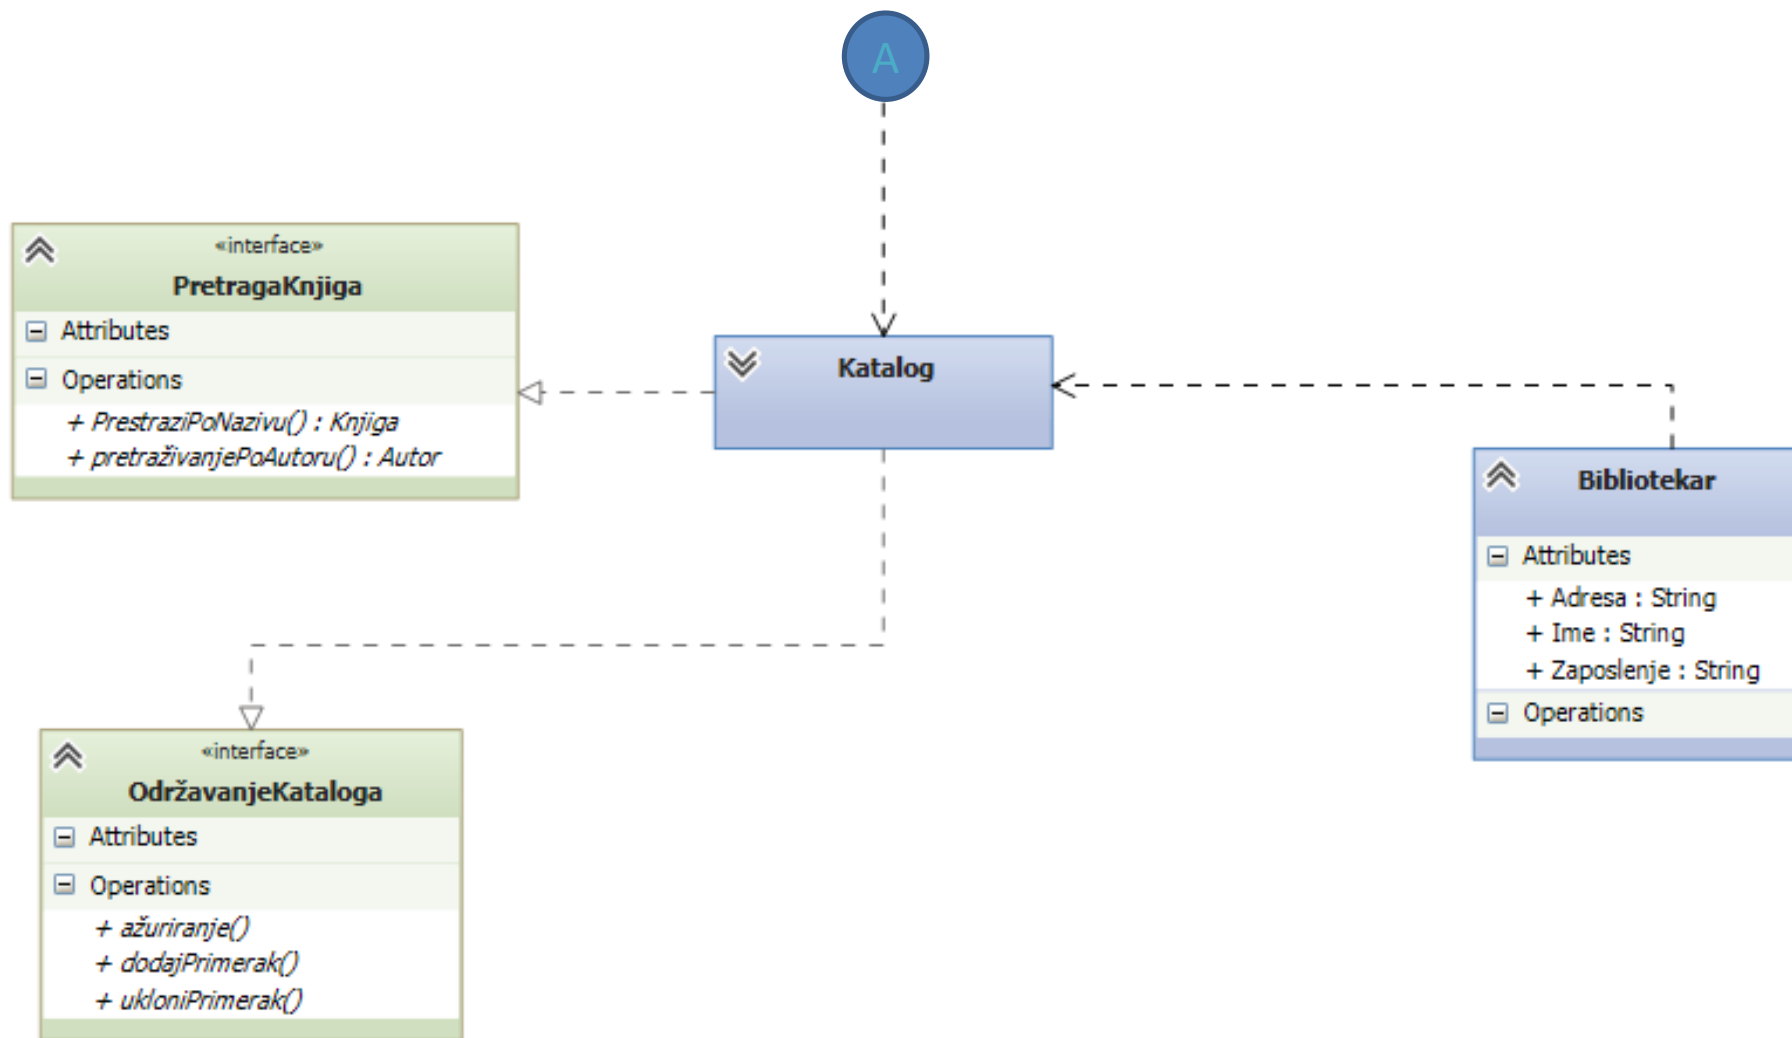 A
«interface»
PretragaKnjiga
Attributes
Operations
+ PrestraziPoNazivu() : Knjiga
+ pretraživanjePoAutoru() : Autor
Katalog
Bibliotekar
Attributes
+ Adresa : String
+ Ime : String
+ Zaposlenje : String
Operations
«interface»
OdržavanjeKataloga
Attributes
Operations
+ ažuriranje()
+ dodajPrimerak()
+ ukloniPrimerak()